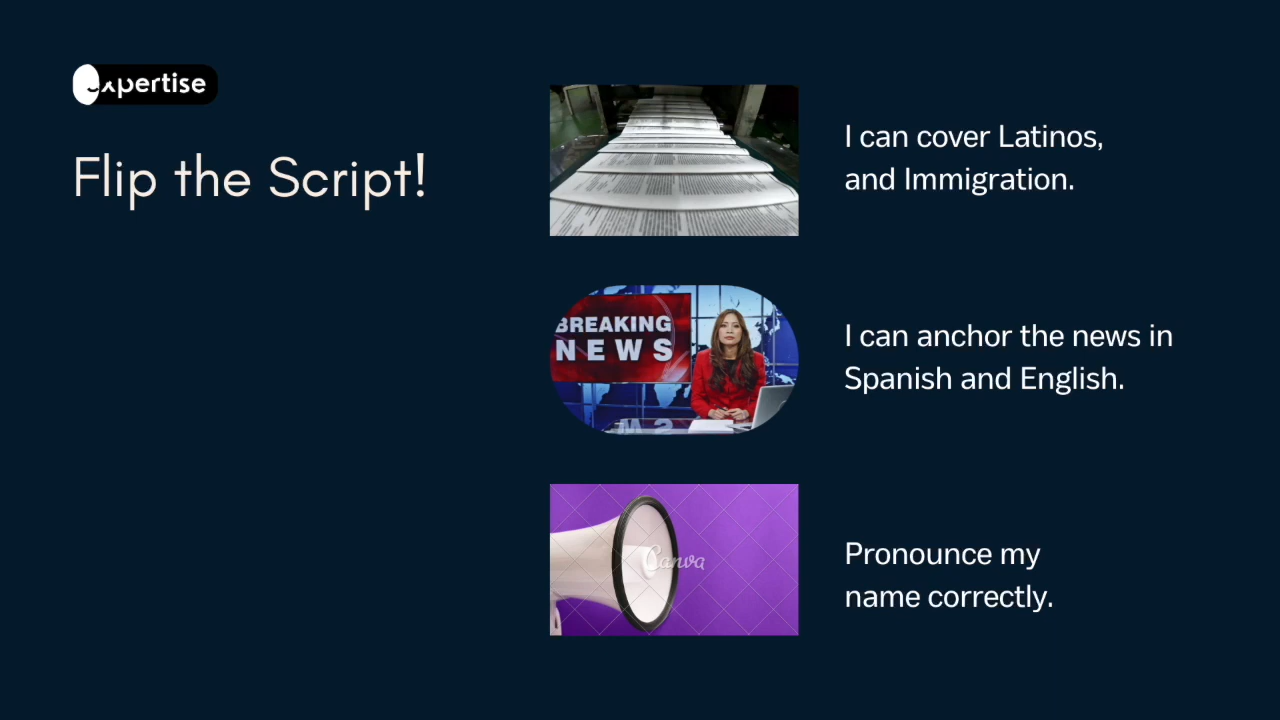 expertise
Flip the Script!
I can cover Latinos,
and Immigration.
BREAKING
NEWS
I can anchor the news in
Spanish and English.
Canva
Pronounce my
name correctly.